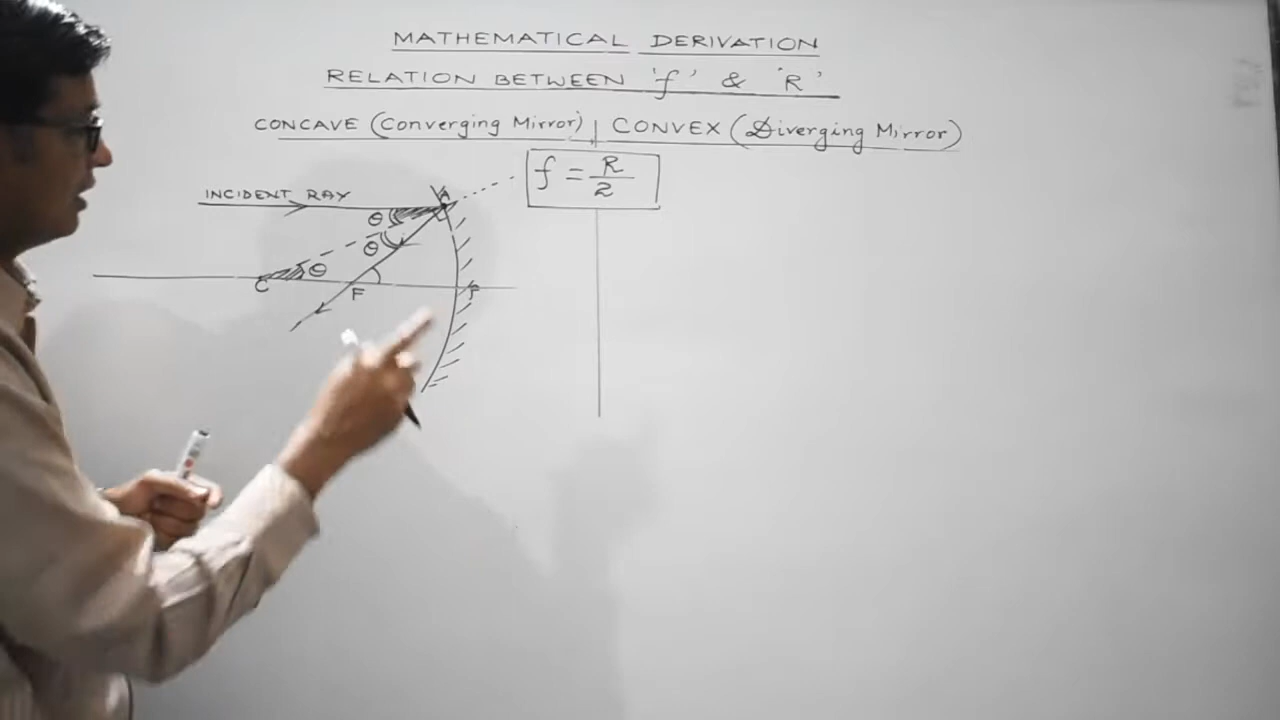 MATHEMATICAL DERIVATION
RELATION BETWEEN 'f' & 'R'
CONCAVE (Converging Mirror) | CONVEX (Diverging Mirror)
f = R/2
INCIDENT RAY
A
θ
θ
θ
C
F
P